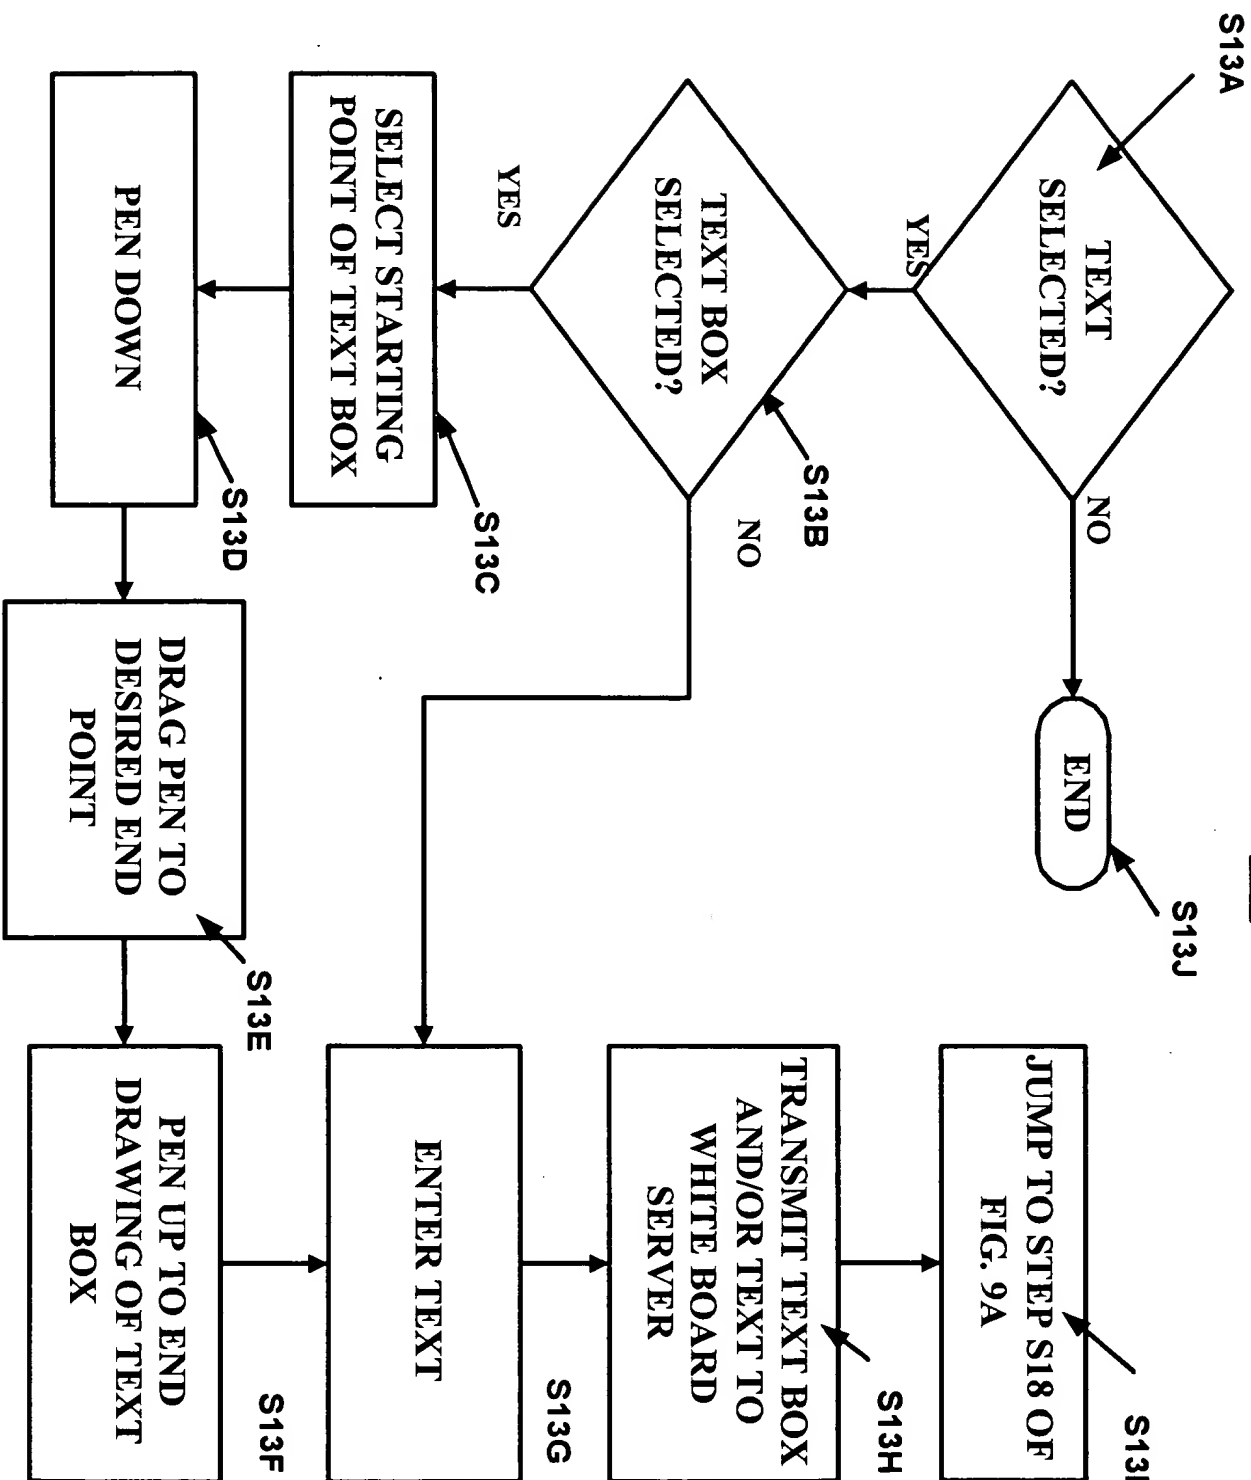 S13A
TEXT
SELECTED?
NO
END
S13J
YES
TEXT BOX
SELECTED?
S13B
NO
YES
SELECT STARTING
POINT OF TEXT BOX
S13C
PEN DOWN
S13D
DRAG PEN TO
DESIRED END
POINT
S13E
PEN UP TO END
DRAWING OF TEXT
BOX
S13F
ENTER TEXT
S13G
TRANSMIT TEXT BOX
AND/OR TEXT TO
WHITE BOARD
SERVER
S13H
JUMP TO STEP S18 OF
FIG. 9A
S13I